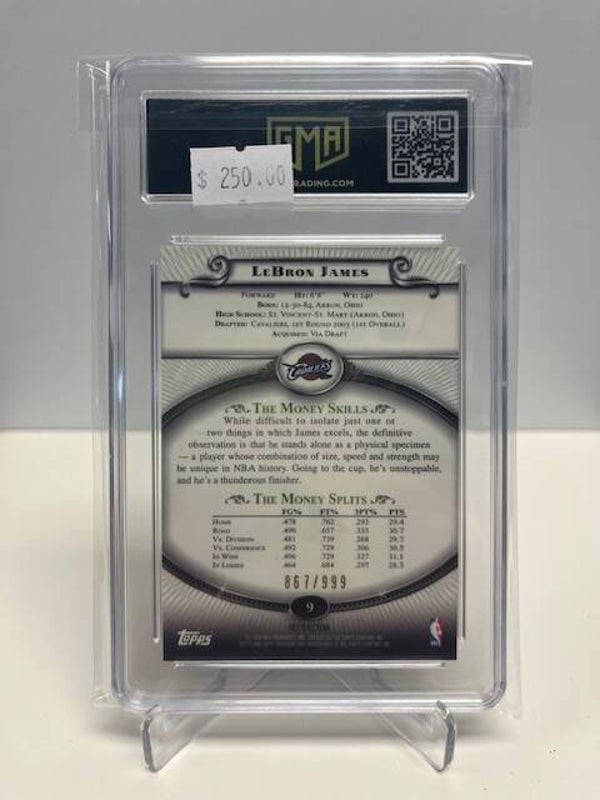 GMA
$ 250.00
RADING.COM
LEBRON JAMES
FORWARD HT: 6'8" WT: 240
BORN: 12-30-84, AKRON, OHIO
HIGH SCHOOL: ST. VINCENT-ST. MARY (AKRON, OHIO)
DRAFTED: CAVALIERS, 1ST ROUND 2003 (1ST OVERALL)
ACQUIRED: VIA DRAFT
CAVALIERS
THE MONEY SKILLS
While difficult to isolate just one or
two things in which James excels, the definitive
observation is that he stands alone as a physical specimen
— a player whose combination of size, speed and strength may
be unique in NBA history. Going to the cup, he's unstoppable,
and he's a thunderous finisher.
THE MONEY SPLITS
FG% FT% 3PT% PTS
HOME .478 .762 .293 29.4
ROAD .490 .657 .333 30.7
VS. DIVISION .481 .739 .268 29.7
VS. CONFERENCE .492 .729 .306 30.5
IN WINS .496 .729 .327 31.1
IN LOSSES .464 .684 .297 28.3
867/999
9
REFRACTOR
TOPPS